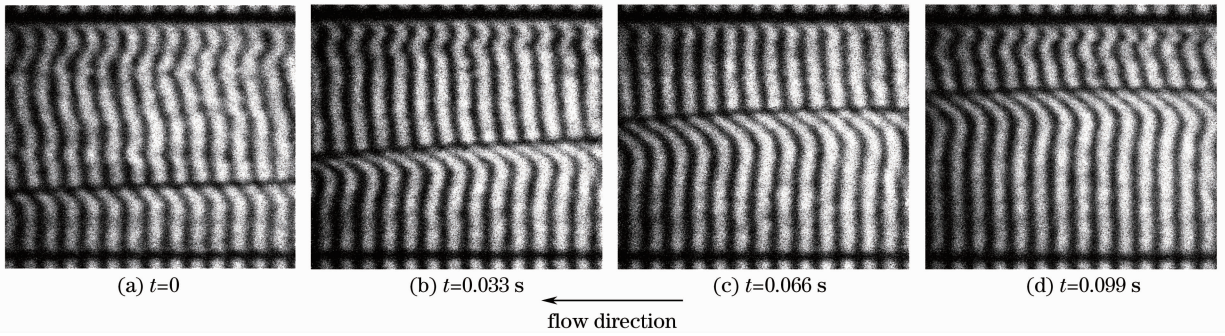 (a) t=0
(b) t=0.033 s
(c) t=0.066 s
(d) t=0.099 s
flow direction